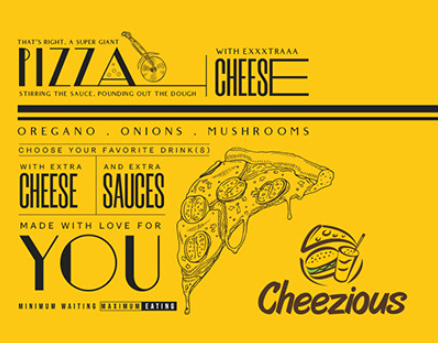 THAT'S RIGHT, A SUPER GIANT
PIZZA
STIRRING THE SAUCE, POUNDING OUT THE DOUGH
WITH EXXXTRAAA
CHEESE
OREGANO . ONIONS . MUSHROOMS
CHOOSE YOUR FAVORITE DRINK(S)
WITH EXTRA
CHEESE
AND EXTRA
SAUCES
MADE WITH LOVE FOR
YOU
MINIMUM WAITING MAXIMUM EATING
Cheezious